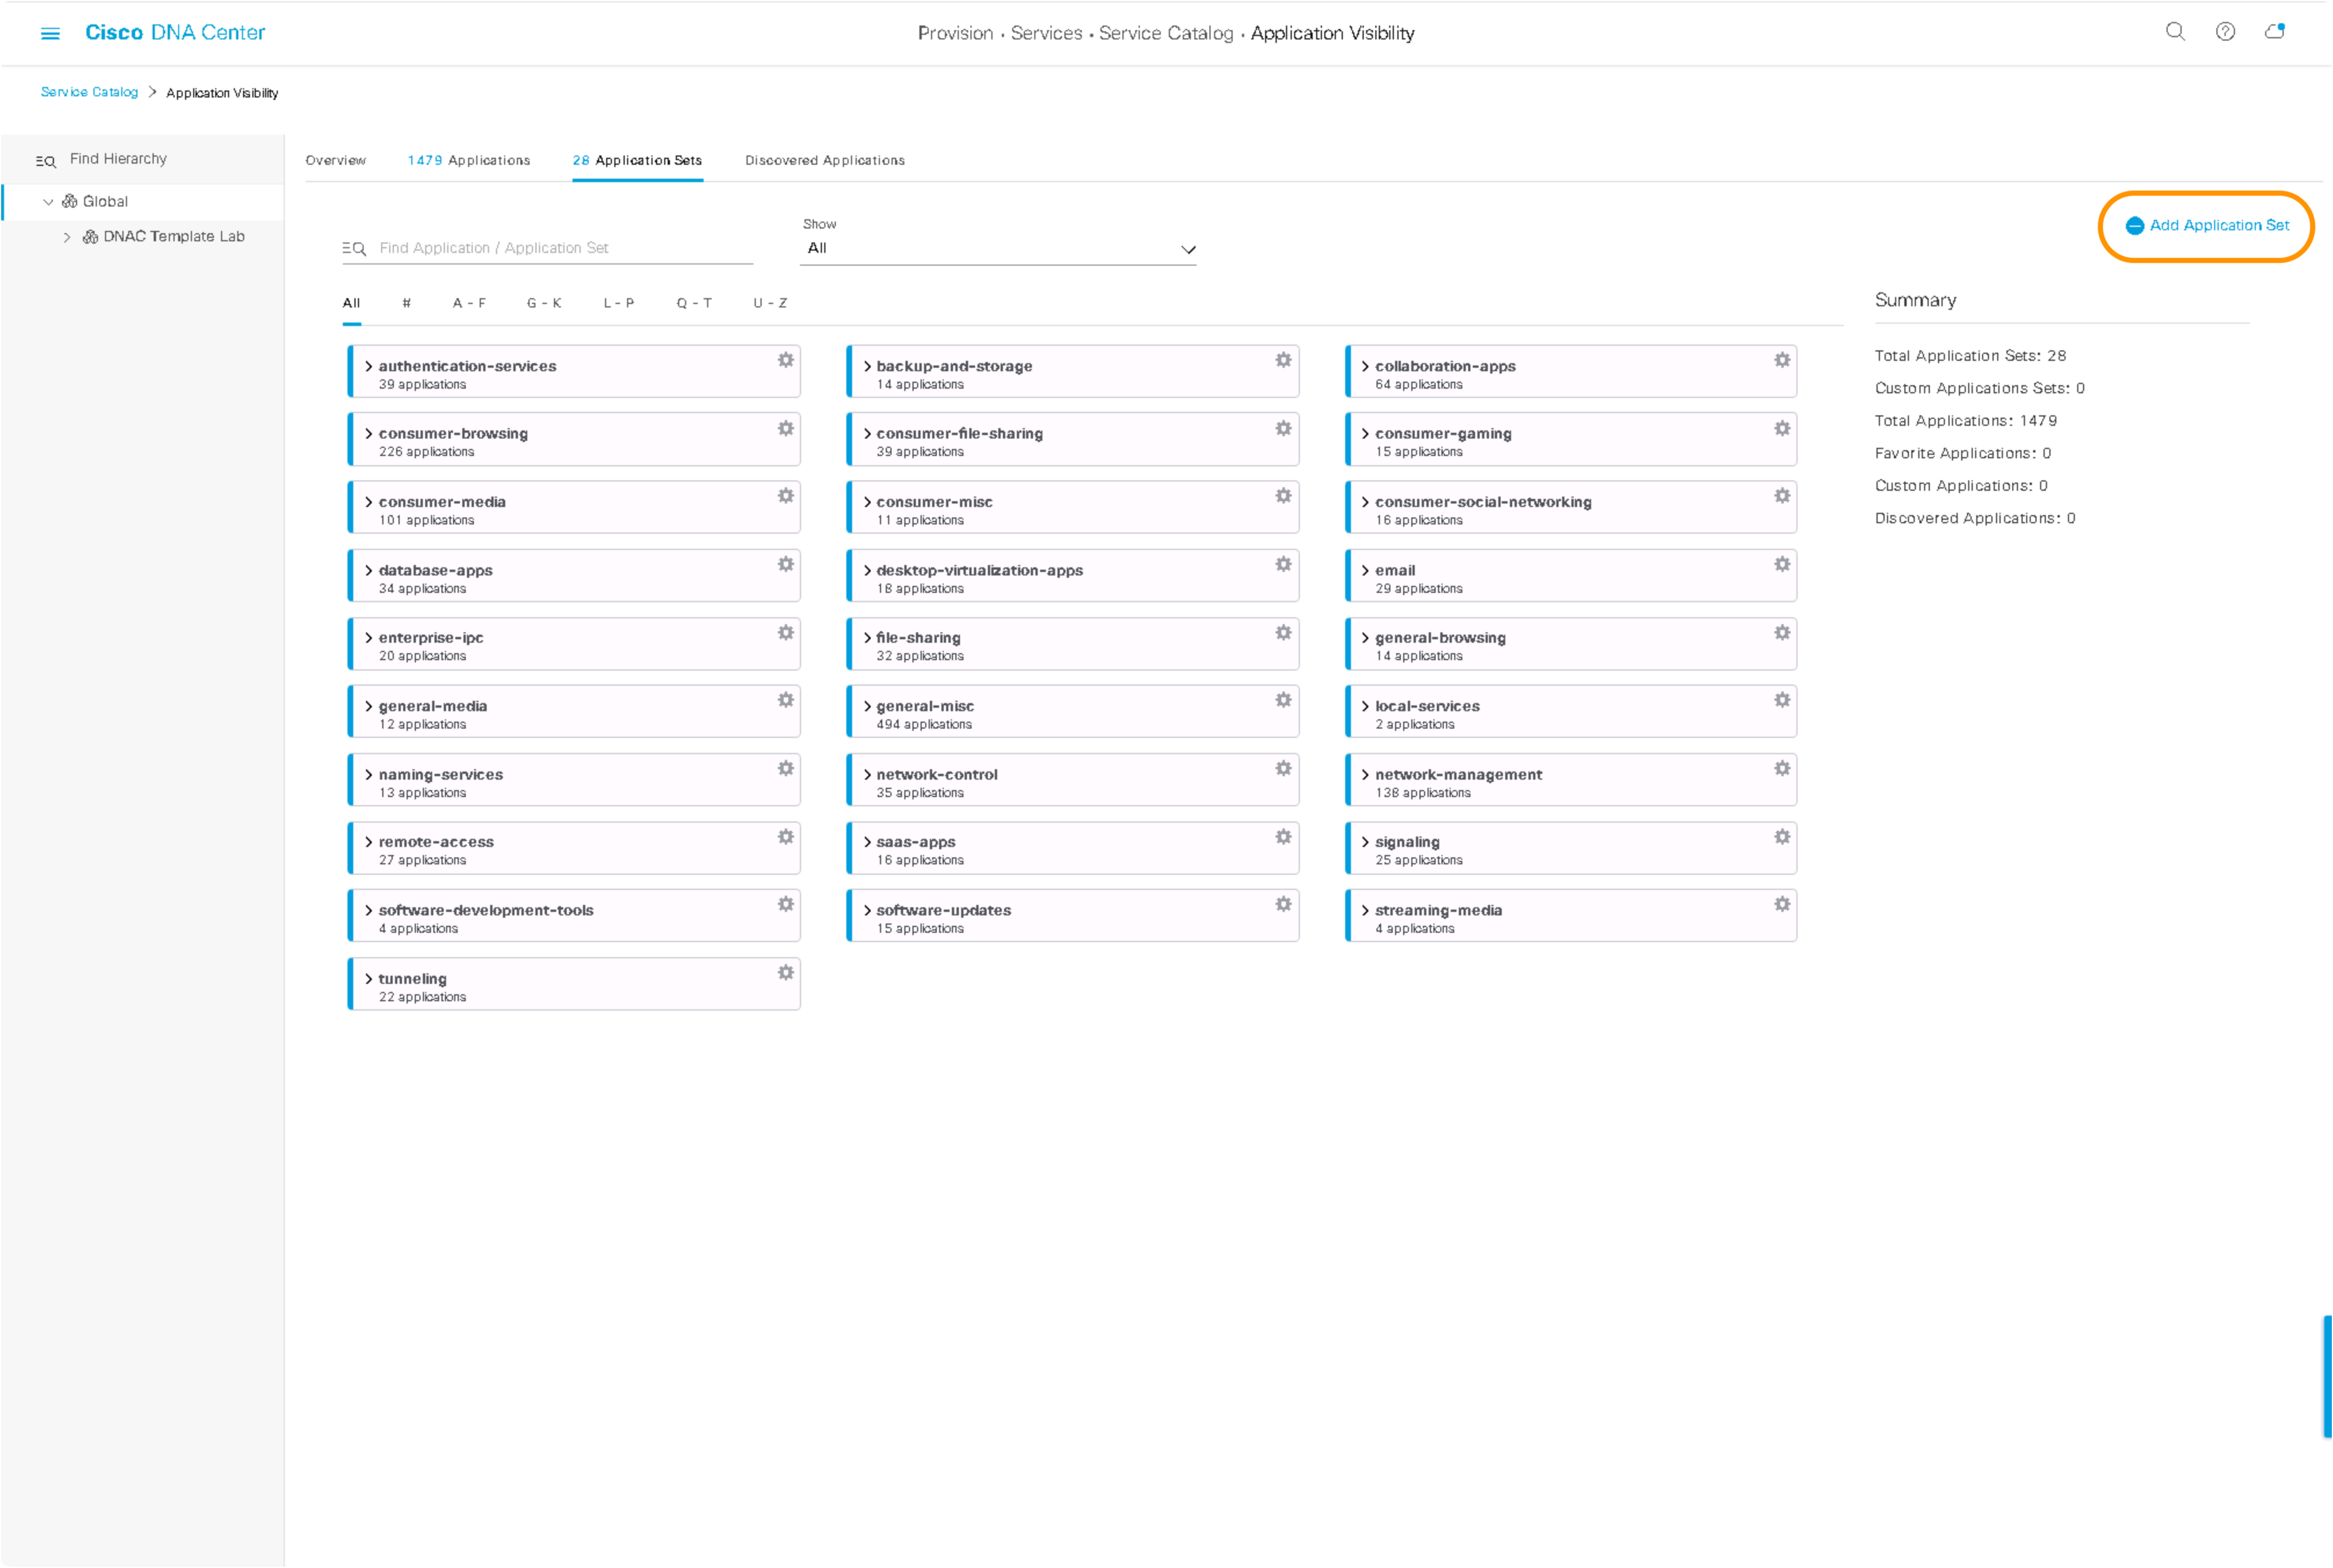 Cisco DNA Center
Provision • Services • Service Catalog • Application Visibility
Service Catalog > Application Visibility
Find Hierarchy
Global
DNAC Template Lab
Overview 1479 Applications 28 Application Sets Discovered Applications
Add Application Set
Show
Find Application / Application Set All
All # A - F G - K L - P Q - T U - Z
authentication-services
39 applications
backup-and-storage
14 applications
collaboration-apps
64 applications
consumer-browsing
226 applications
consumer-file-sharing
39 applications
consumer-gaming
15 applications
consumer-media
101 applications
consumer-misc
11 applications
consumer-social-networking
16 applications
database-apps
34 applications
desktop-virtualization-apps
18 applications
email
29 applications
enterprise-ipc
20 applications
file-sharing
32 applications
general-browsing
14 applications
general-media
12 applications
general-misc
494 applications
local-services
2 applications
naming-services
13 applications
network-control
35 applications
network-management
138 applications
remote-access
27 applications
saas-apps
16 applications
signaling
25 applications
software-development-tools
4 applications
software-updates
15 applications
streaming-media
4 applications
tunneling
22 applications
Summary
Total Application Sets: 28
Custom Applications Sets: 0
Total Applications: 1479
Favorite Applications: 0
Custom Applications: 0
Discovered Applications: 0